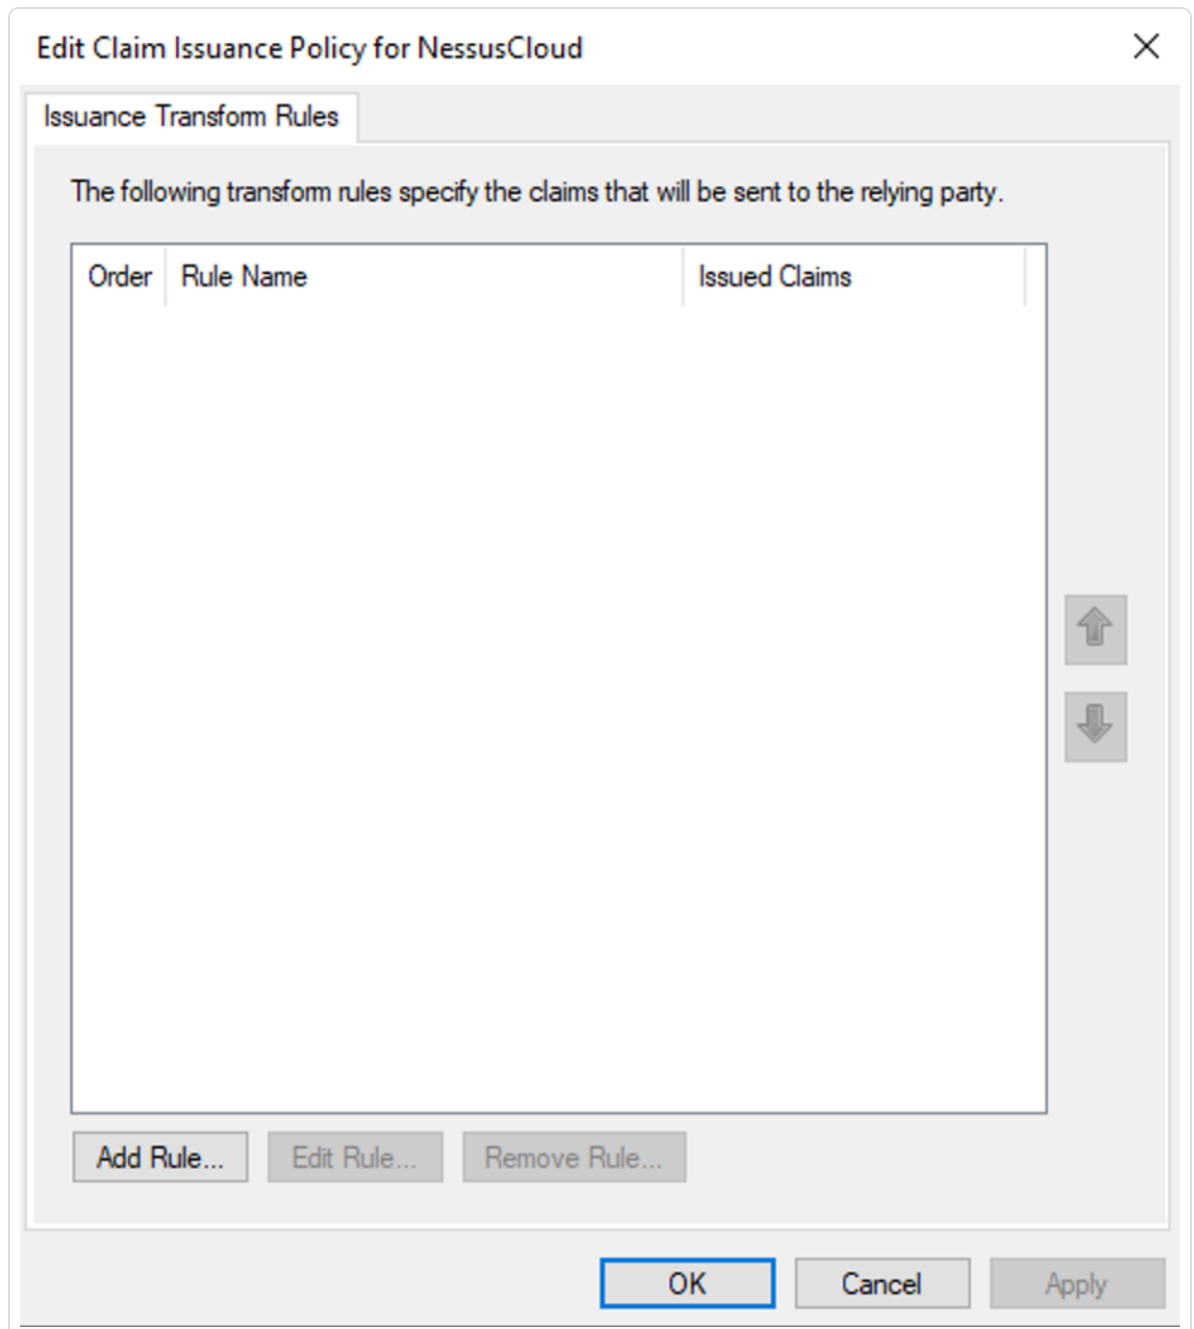 Edit Claim Issuance Policy for NessusCloud
Issuance Transform Rules
The following transform rules specify the claims that will be sent to the relying party.
Order Rule Name Issued Claims
Add Rule... Edit Rule... Remove Rule...
OK Cancel Apply